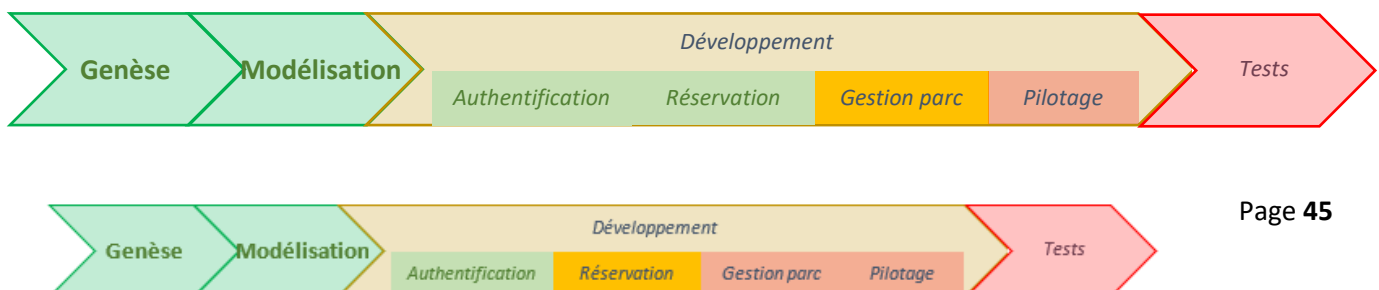 Développement
Genèse Modélisation Tests
Authentification Réservation Gestion parc Pilotage
Page 45
Développement
Genèse Modélisation Tests
Authentification Réservation Gestion parc Pilotage